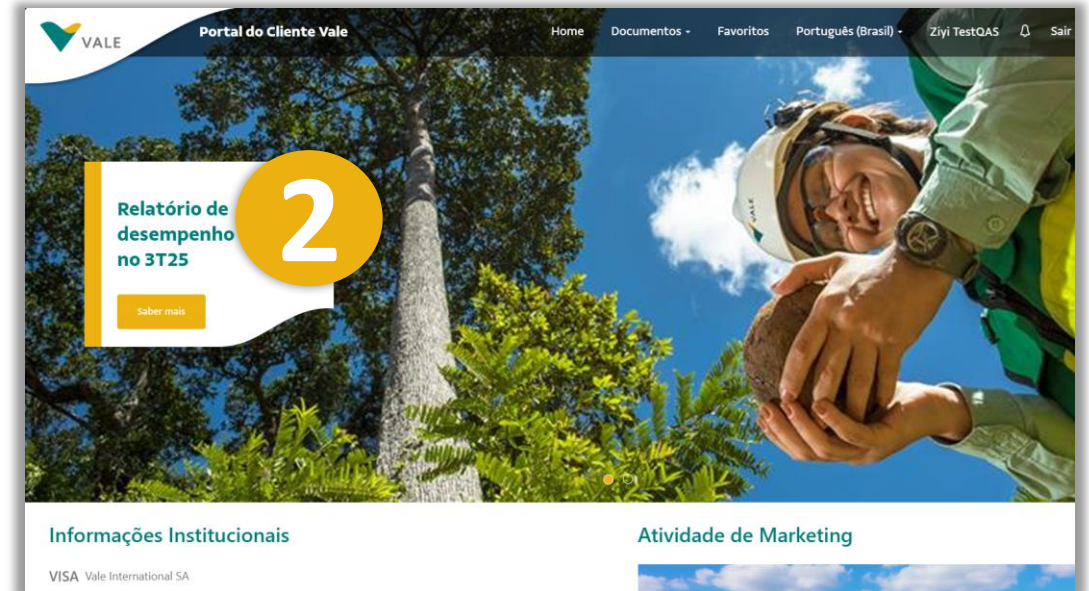 VALE
Portal do Cliente Vale
Home
Documentos
Favoritos
Português (Brasil)
Ziyi TestQAS
Sair
Relatório de
desempenho
no 3T25
2
Saber mais
VALE
Informações Institucionais
Atividade de Marketing
VISA Vale International SA